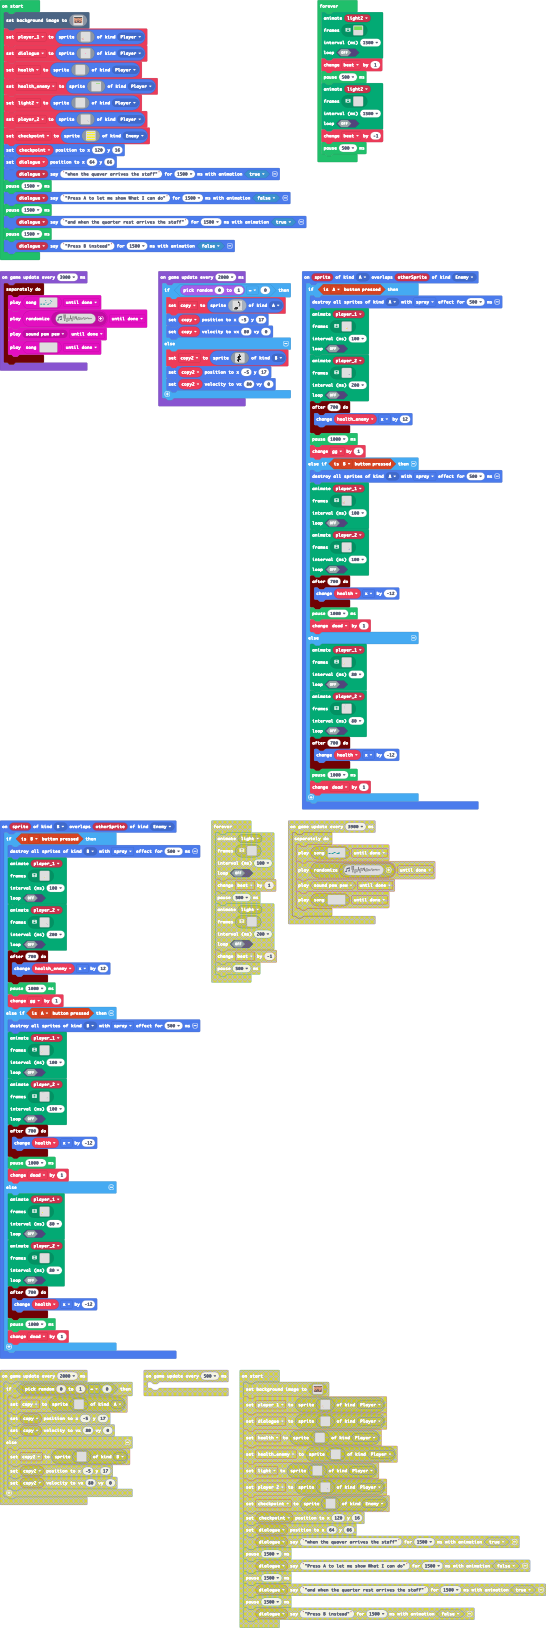 on start
set background image to
set player_1 to sprite of kind Player
set dialogue to sprite of kind Player
set health to sprite of kind Player
set health_enemy to sprite of kind Player
set light2 to sprite of kind Player
set player_2 to sprite of kind Player
set checkpoint to sprite of kind Enemy
set checkpoint position to x 120 y 16
set dialogue position to x 64 y 66
dialogue say "when the quaver arrives the staff" for 1500 ms with animation true
pause 1500 ms
dialogue say "Press A to let me show What I can do" for 1500 ms with animation false
pause 1500 ms
dialogue say "and when the quarter rest arrives the staff" for 1500 ms with animation true
pause 1500 ms
dialogue say "Press B instead" for 1500 ms with animation false
forever
animate light2
frames
interval (ms)
loop OFF
change beat by 1
pause 500 ms
animate light2
frames
interval (ms)
loop OFF
change beat by -1
pause 500 ms
on game update every ms
separately do
play song until done
play randomize until done
play sound pew pew until done
play song until done
on game update every 2000 ms
if pick random 0 to 1 = 0 then
set copy to sprite of kind A
set copy position to x -5 y 17
set copy velocity to vx 80 vy 0
else
set copy2 to sprite of kind B
set copy2 position to x -5 y 17
set copy2 velocity to vx 80 vy 0
on sprite of kind A overlaps otherSprite of kind Enemy
if is A button pressed then
destroy all sprites of kind A with spray effect for 500 ms
animate player_1
frames
interval (ms) 100
loop OFF
animate player_2
frames
interval (ms) 200
loop OFF
after 700 do
change health_enemy x by 12
pause 1000 ms
change gg by 1
else if is B button pressed then
destroy all sprites of kind A with spray effect for 500 ms
animate player_1
frames
interval (ms) 100
loop OFF
animate player_2
frames
interval (ms) 100
loop OFF
after 700 do
change health x by -12
pause 1000 ms
change dead by 1
else
animate player_1
frames
interval (ms) 80
loop OFF
animate player_2
frames
interval (ms) 80
loop OFF
after 700 do
change health x by -12
pause 1000 ms
change dead by 1
on sprite of kind B overlaps otherSprite of kind Enemy
if is B button pressed then
destroy all sprites of kind B with spray effect for 500 ms
animate player_1
frames
interval (ms) 100
loop OFF
animate player_2
frames
interval (ms) 200
loop OFF
after 700 do
change health_enemy x by 12
pause 1000 ms
change gg by 1
else if is A button pressed then
destroy all sprites of kind B with spray effect for 500 ms
animate player_1
frames
interval (ms) 100
loop OFF
animate player_2
frames
interval (ms) 100
loop OFF
after 700 do
change health x by -12
pause 1000 ms
change dead by 1
else
animate player_1
frames
interval (ms) 80
loop OFF
animate player_2
frames
interval (ms) 80
loop OFF
after 700 do
change health x by -12
pause 1000 ms
change dead by 1
forever
animate light
frames
interval (ms) 100
loop OFF
change beat by 1
pause 500 ms
animate light
frames
interval (ms) 200
loop OFF
change beat by
pause 500 ms
on game update every ms
separately do
play song until done
play randomize until done
play sound pew pew until done
play song until done
on game update every 2000 ms
if pick random 0 to 1 = 0 then
set copy to sprite of kind A
set copy position to x -5 y 17
set copy velocity to vx 80 vy 0
else
set copy2 to sprite of kind B
set copy2 position to x -5 y 17
set copy2 velocity to vx 80 vy 0
on game update every 500 ms
on start
set background image to
set player 1 to sprite of kind Player
set dialogue to sprite of kind Player
set health to sprite of kind Player
set health_enemy to sprite of kind Player
set light to sprite of kind Player
set player 2 to sprite of kind Player
set checkpoint to sprite of kind Enemy
set checkpoint position to x 120 y 16
set dialogue position to x 64 y 66
dialogue say "when the quaver arrives the staff" for 1500 ms with animation true
pause 1500 ms
dialogue say "Press A to let me show What I can do" for 1500 ms with animation false
pause 1500 ms
dialogue say "and when the quarter rest arrives the staff" for 1500 ms with animation true
pause 1500 ms
dialogue say "Press B instead" for 1500 ms with animation false